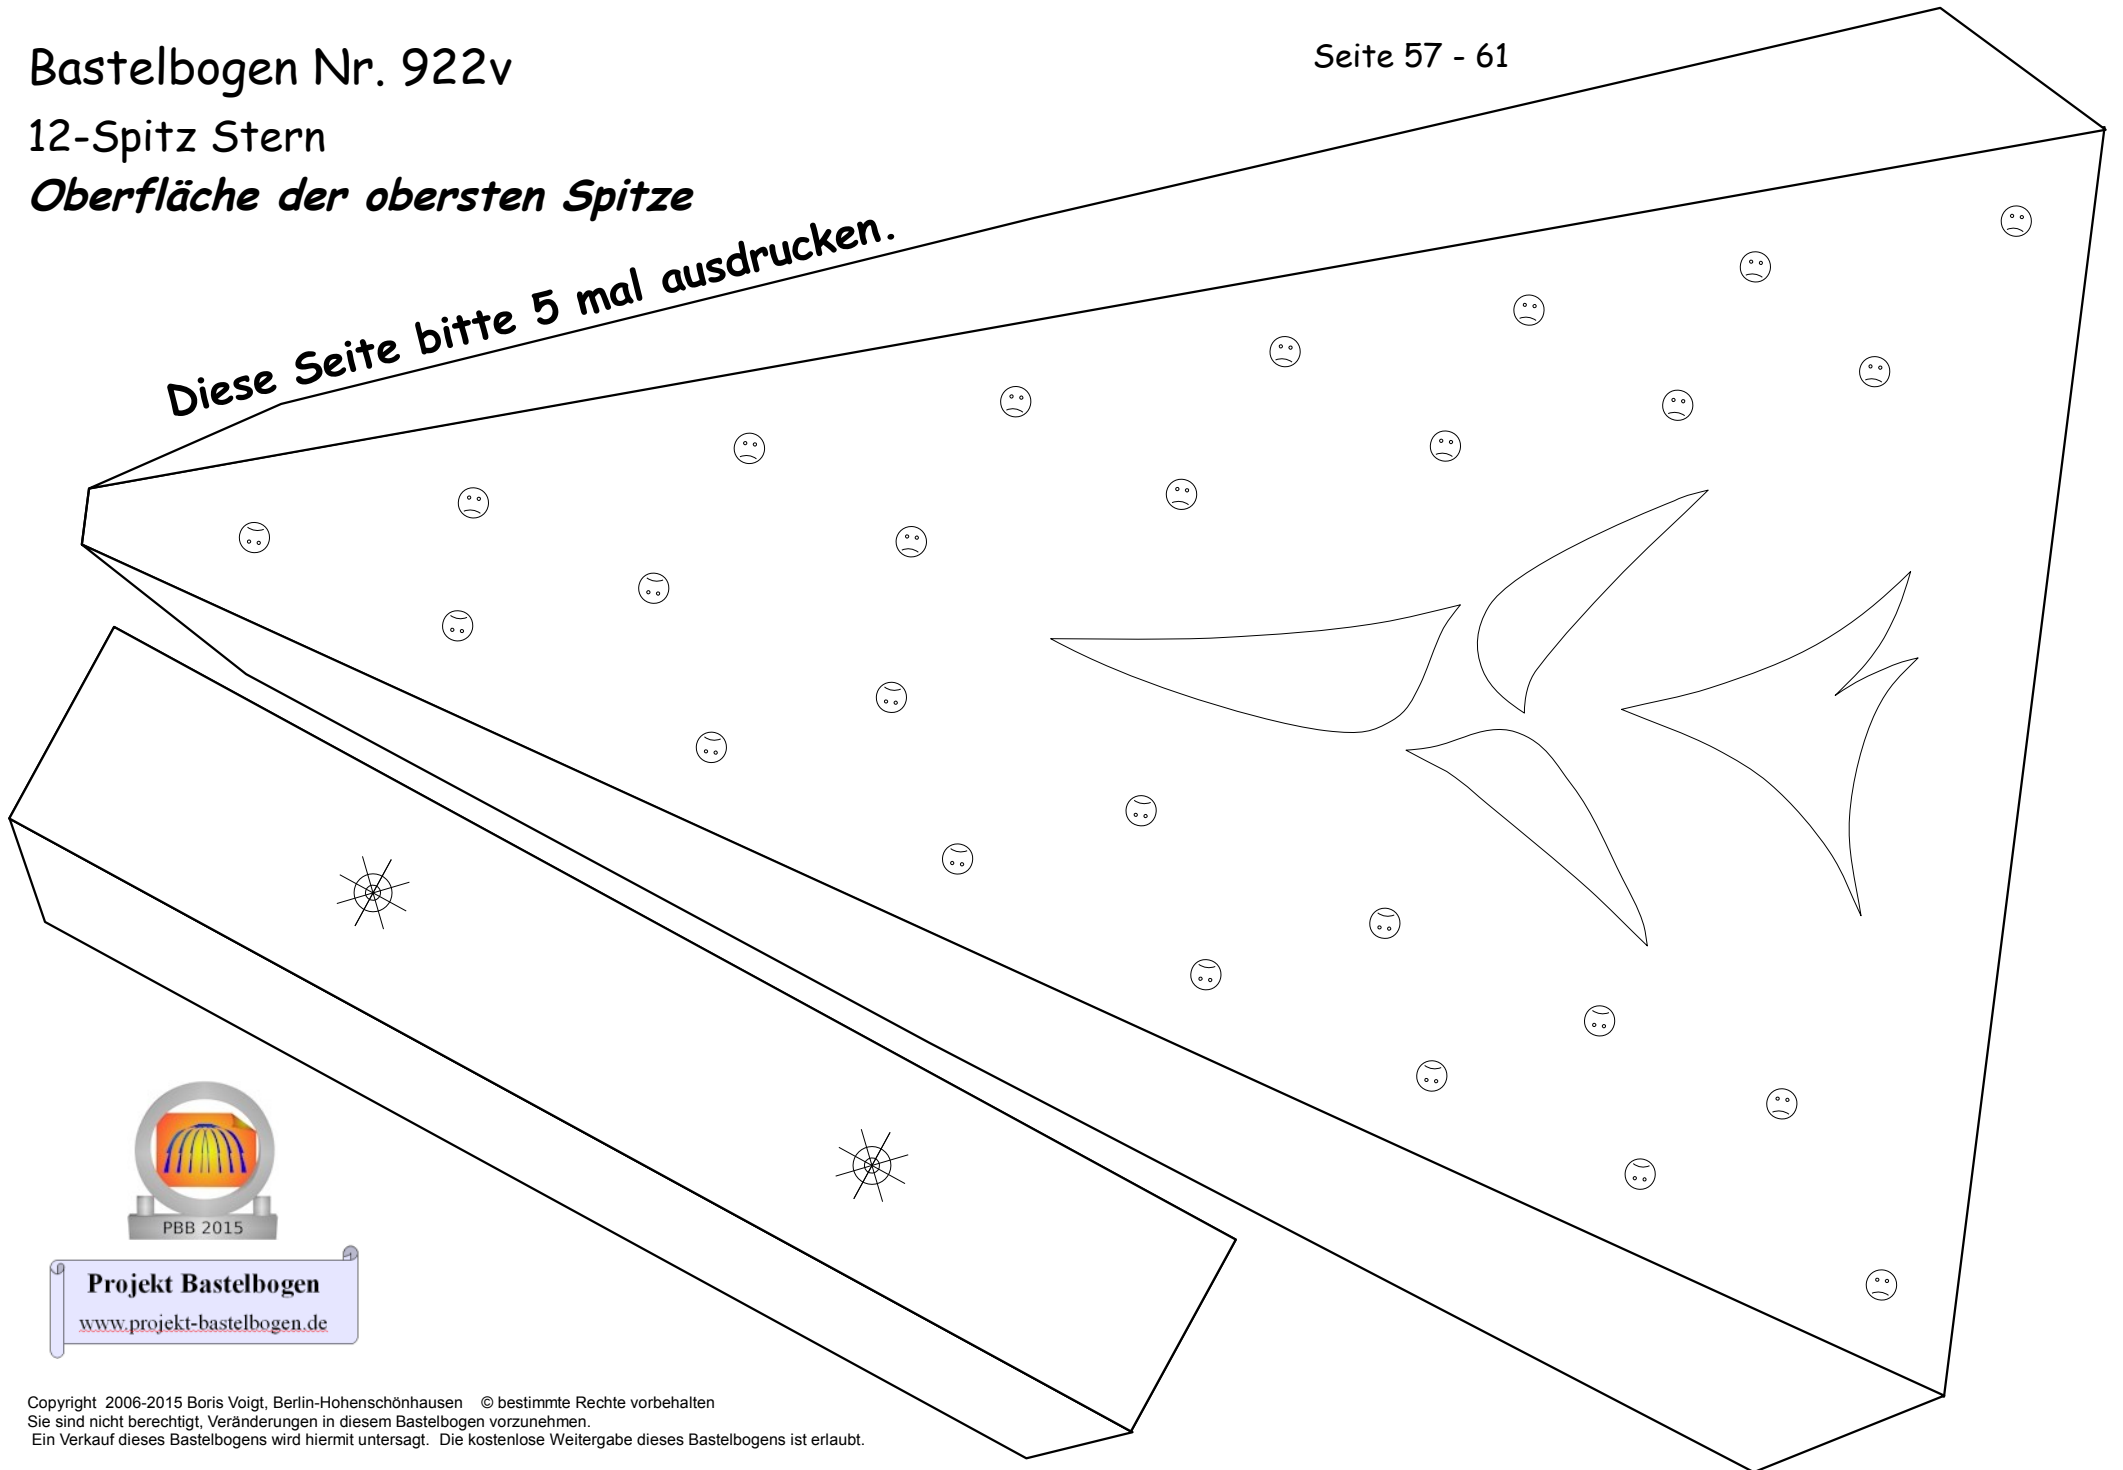 Bastelbogen Nr. 922v
Seite 57 - 61
12-Spitz Stern
Oberfläche der obersten Spitze
Diese Seite bitte 5 mal ausdrucken.
PBB 2015
Projekt Bastelbogen
www.projekt-bastelbogen.de
Copyright 2006-2015 Boris Voigt, Berlin-Hohenschönhausen © bestimmte Rechte vorbehalten
Sie sind nicht berechtigt, Veränderungen in diesem Bastelbogen vorzunehmen.
Ein Verkauf dieses Bastelbogens wird hiermit untersagt. Die kostenlose Weitergabe dieses Bastelbogens ist erlaubt.